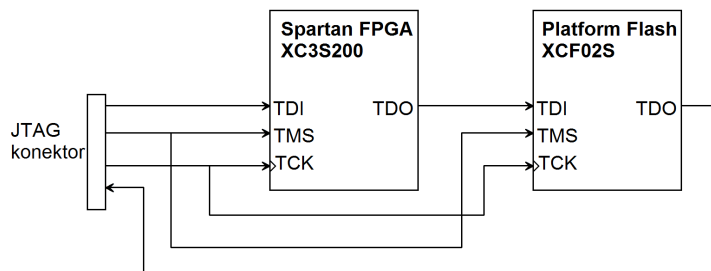 Spartan FPGA
XC3S200
Platform Flash
XCF02S
JTAG
konektor
TDI
TMS
TCK
TDO
TDI
TMS
TCK
TDO